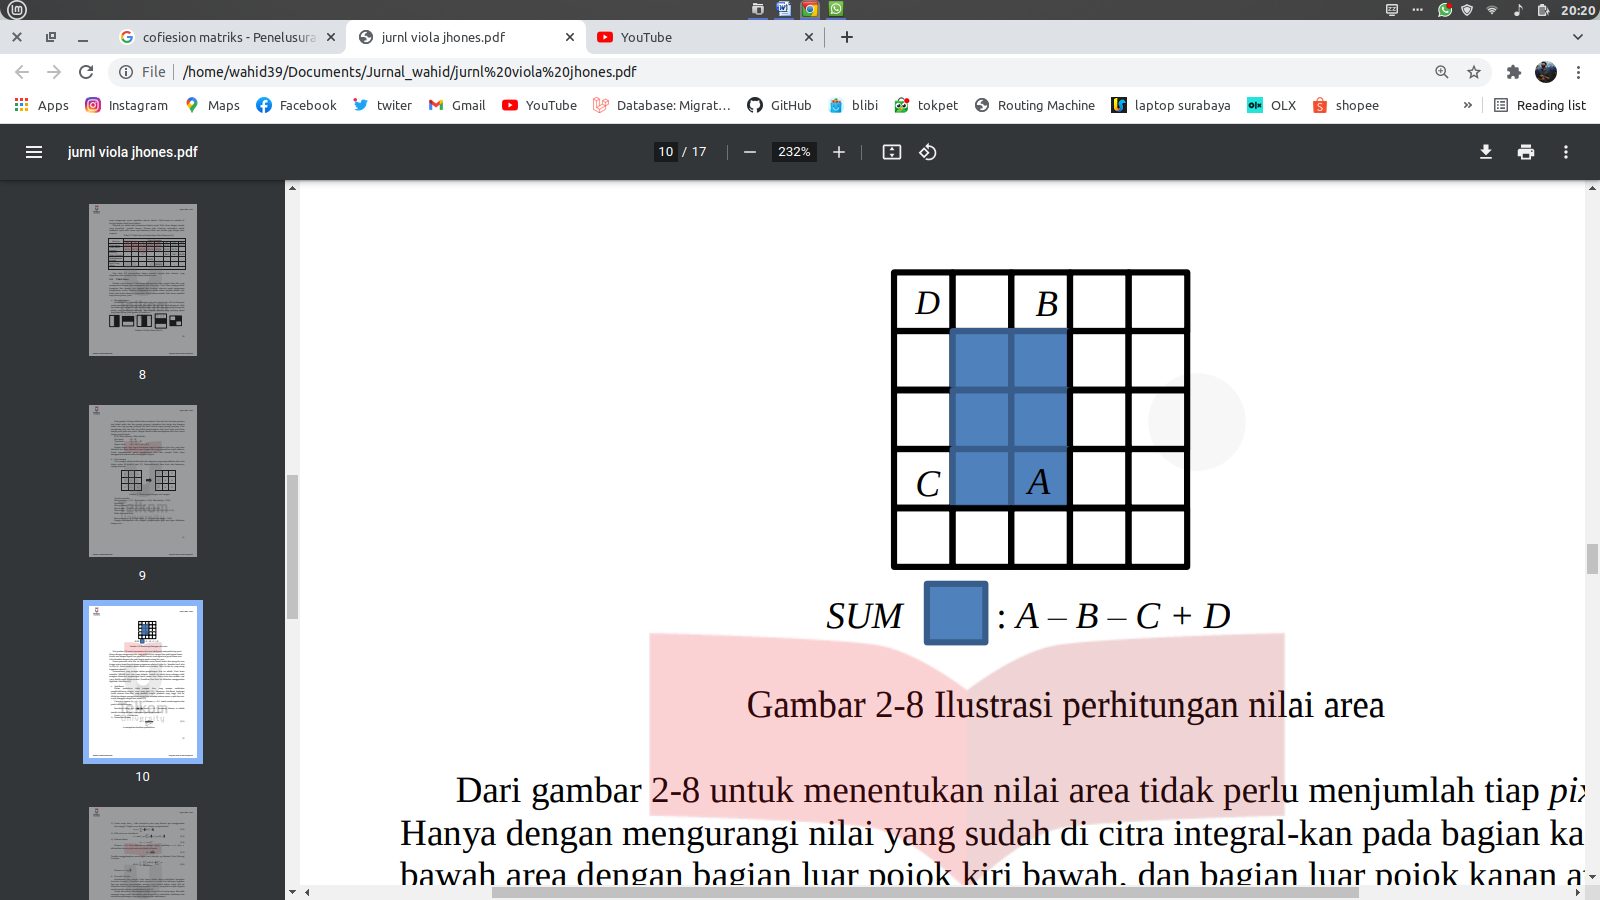 20:20
cofiesion matriks - Penelusura
jurnl viola jhones.pdf
YouTube
File
/home/wahid39/Documents/Jurnal_wahid/jurnl%20viola%20jhones.pdf
Apps
Instagram
Maps
Facebook
twiter
Gmail
YouTube
Database: Migrat...
GitHub
blibi
tokpet
Routing Machine
laptop surabaya
OLX
shopee
»
Reading list
jurnl viola jhones.pdf
10 / 17
232%
8
9
10
D B
C A
SUM : A – B – C + D
Gambar 2-8 Ilustrasi perhitungan nilai area
Dari gambar 2-8 untuk menentukan nilai area tidak perlu menjumlah tiap pix
Hanya dengan mengurangi nilai yang sudah di citra integral-kan pada bagian ka
bawah area dengan bagian luar pojok kiri bawah, dan bagian luar pojok kanan a